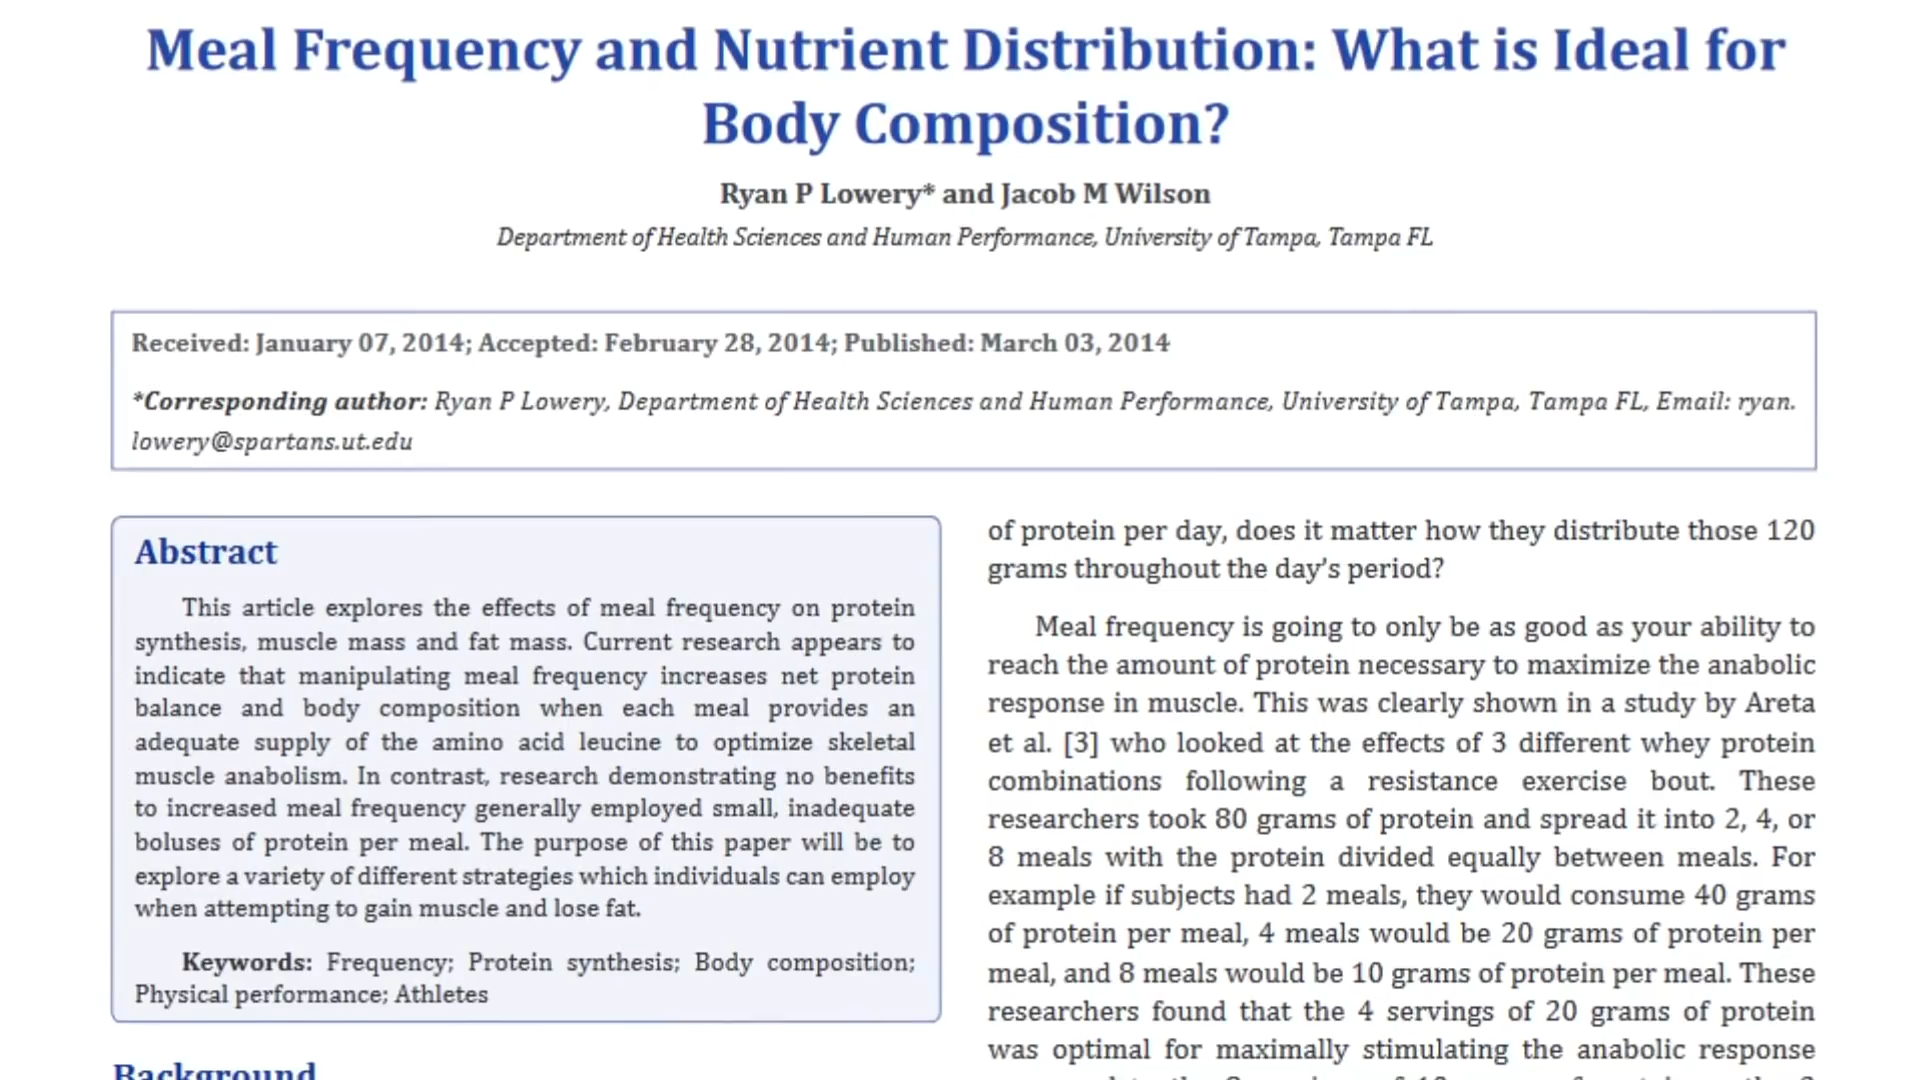 Meal Frequency and Nutrient Distribution: What is Ideal for
Body Composition?
Ryan P Lowery* and Jacob M Wilson
Department of Health Sciences and Human Performance, University of Tampa, Tampa FL
Received: January 07, 2014; Accepted: February 28, 2014; Published: March 03, 2014
*Corresponding author: Ryan P Lowery, Department of Health Sciences and Human Performance, University of Tampa, Tampa FL, Email: ryan.
lowery@spartans.ut.edu
Abstract
This article explores the effects of meal frequency on protein
synthesis, muscle mass and fat mass. Current research appears to
indicate that manipulating meal frequency increases net protein
balance and body composition when each meal provides an
adequate supply of the amino acid leucine to optimize skeletal
muscle anabolism. In contrast, research demonstrating no benefits
to increased meal frequency generally employed small, inadequate
boluses of protein per meal. The purpose of this paper will be to
explore a variety of different strategies which individuals can employ
when attempting to gain muscle and lose fat.
Keywords: Frequency; Protein synthesis; Body composition;
Physical performance; Athletes
Background
of protein per day, does it matter how they distribute those 120
grams throughout the day's period?
Meal frequency is going to only be as good as your ability to
reach the amount of protein necessary to maximize the anabolic
response in muscle. This was clearly shown in a study by Areta
et al. [3] who looked at the effects of 3 different whey protein
combinations following a resistance exercise bout. These
researchers took 80 grams of protein and spread it into 2, 4, or
8 meals with the protein divided equally between meals. For
example if subjects had 2 meals, they would consume 40 grams
of protein per meal, 4 meals would be 20 grams of protein per
meal, and 8 meals would be 10 grams of protein per meal. These
researchers found that the 4 servings of 20 grams of protein
was optimal for maximally stimulating the anabolic response